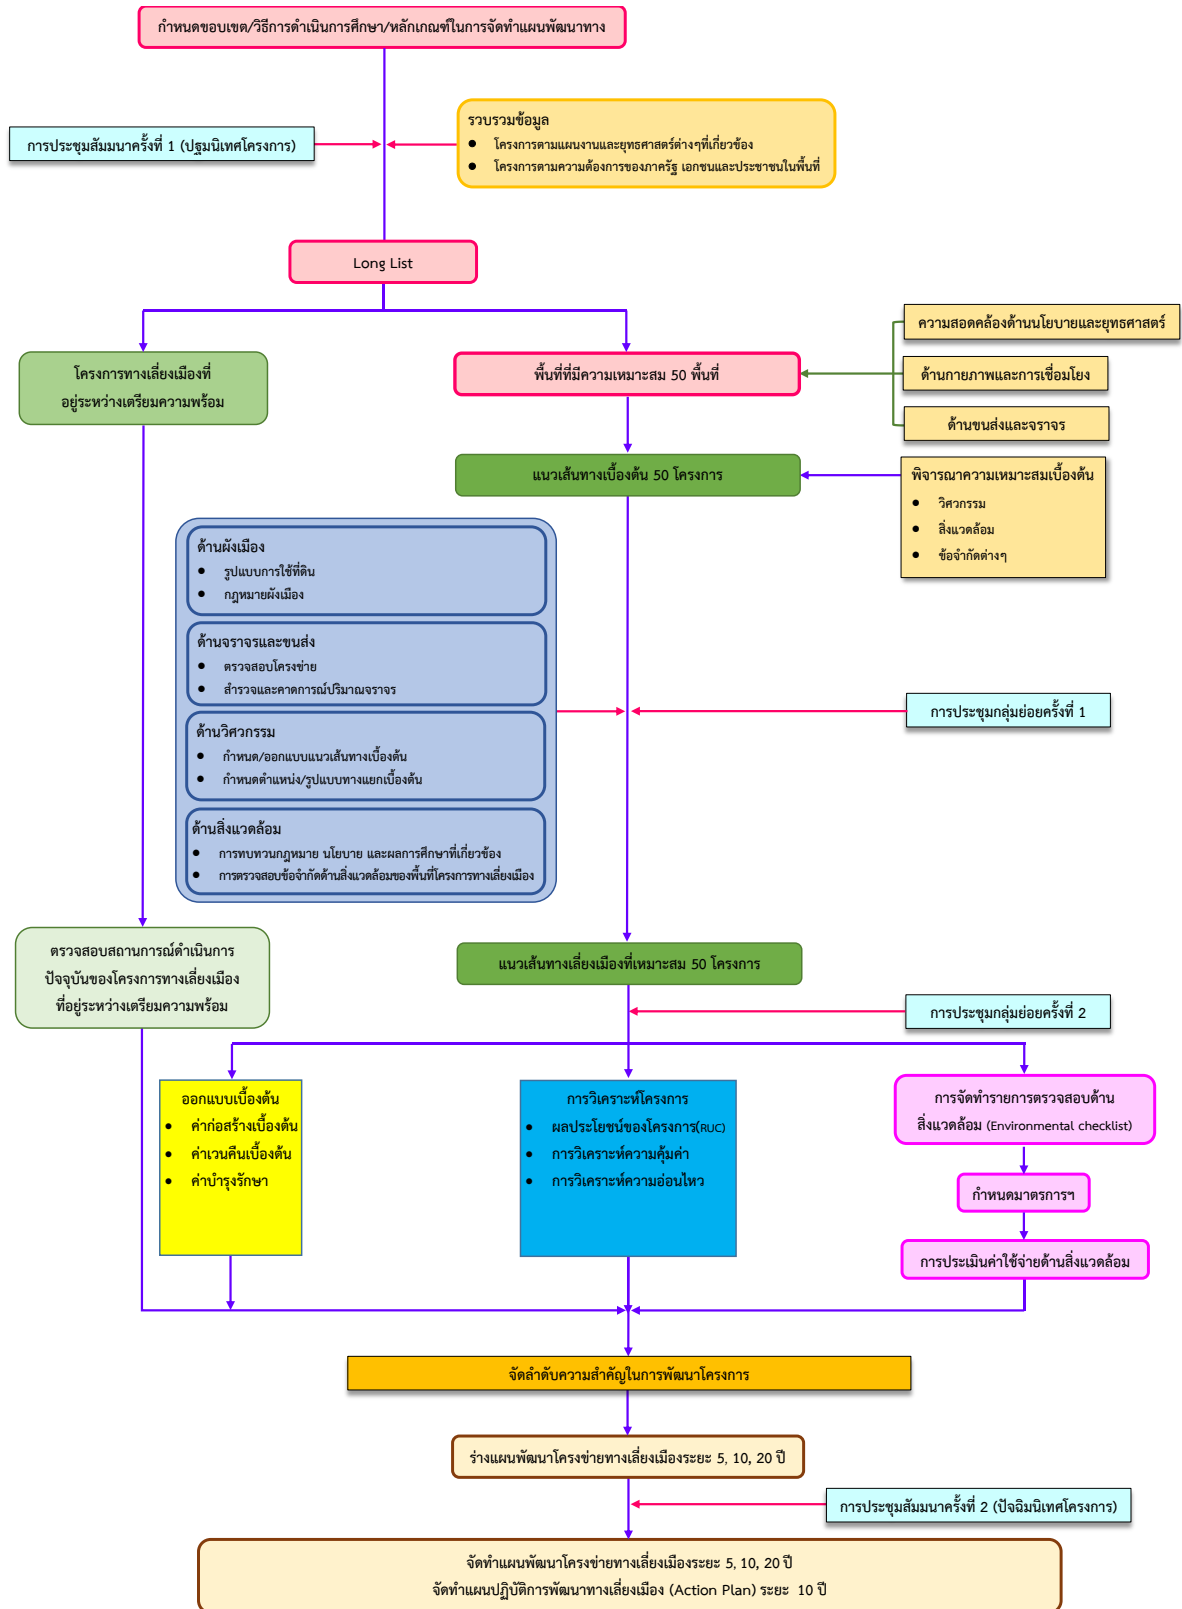 กำหนดขอบเขต/วิธีการดำเนินการศึกษา/หลักเกณฑ์ในการจัดทำแผนพัฒนาทาง
การประชุมสัมมนาครั้งที่ 1 (ปฐมนิเทศโครงการ)
รวบรวมข้อมูล
● โครงการตามแผนงานและยุทธศาสตร์ต่างๆที่เกี่ยวข้อง
● โครงการตามความต้องการของภาครัฐ เอกชนและประชาชนในพื้นที่
Long List
โครงการทางเลี่ยงเมืองที่
อยู่ระหว่างเตรียมความพร้อม
พื้นที่ที่มีความเหมาะสม 50 พื้นที่
ความสอดคล้องด้านนโยบายและยุทธศาสตร์
ด้านกายภาพและการเชื่อมโยง
ด้านขนส่งและจราจร
แนวเส้นทางเบื้องต้น 50 โครงการ
พิจารณาความเหมาะสมเบื้องต้น
● วิศวกรรม
● สิ่งแวดล้อม
● ข้อจำกัดต่างๆ
ด้านผังเมือง
● รูปแบบการใช้ที่ดิน
● กฎหมายผังเมือง
ด้านจราจรและขนส่ง
● ตรวจสอบโครงข่าย
● สำรวจและคาดการณ์ปริมาณจราจร
ด้านวิศวกรรม
● กำหนด/ออกแบบแนวเส้นทางเบื้องต้น
● กำหนดตำแหน่ง/รูปแบบทางแยกเบื้องต้น
ด้านสิ่งแวดล้อม
● การทบทวนกฎหมาย นโยบาย และผลการศึกษาที่เกี่ยวข้อง
● การตรวจสอบข้อจำกัดด้านสิ่งแวดล้อมของพื้นที่โครงการทางเลี่ยงเมือง
การประชุมกลุ่มย่อยครั้งที่ 1
ตรวจสอบสถานการณ์ดำเนินการ
ปัจจุบันของโครงการทางเลี่ยงเมือง
ที่อยู่ระหว่างเตรียมความพร้อม
แนวเส้นทางเลี่ยงเมืองที่เหมาะสม 50 โครงการ
การประชุมกลุ่มย่อยครั้งที่ 2
ออกแบบเบื้องต้น
● ค่าก่อสร้างเบื้องต้น
● ค่าเวนคืนเบื้องต้น
● ค่าบำรุงรักษา
การวิเคราะห์โครงการ
● ผลประโยชน์ของโครงการ(RUC)
● การวิเคราะห์ความคุ้มค่า
● การวิเคราะห์ความอ่อนไหว
การจัดทำรายการตรวจสอบด้าน
สิ่งแวดล้อม (Environmental checklist)
กำหนดมาตรการฯ
การประเมินค่าใช้จ่ายด้านสิ่งแวดล้อม
จัดลำดับความสำคัญในการพัฒนาโครงการ
ร่างแผนพัฒนาโครงข่ายทางเลี่ยงเมืองระยะ 5, 10, 20 ปี
การประชุมสัมมนาครั้งที่ 2 (ปัจฉิมนิเทศโครงการ)
จัดทำแผนพัฒนาโครงข่ายทางเลี่ยงเมืองระยะ 5, 10, 20 ปี
จัดทำแผนปฏิบัติการพัฒนาทางเลี่ยงเมือง (Action Plan) ระยะ 10 ปี